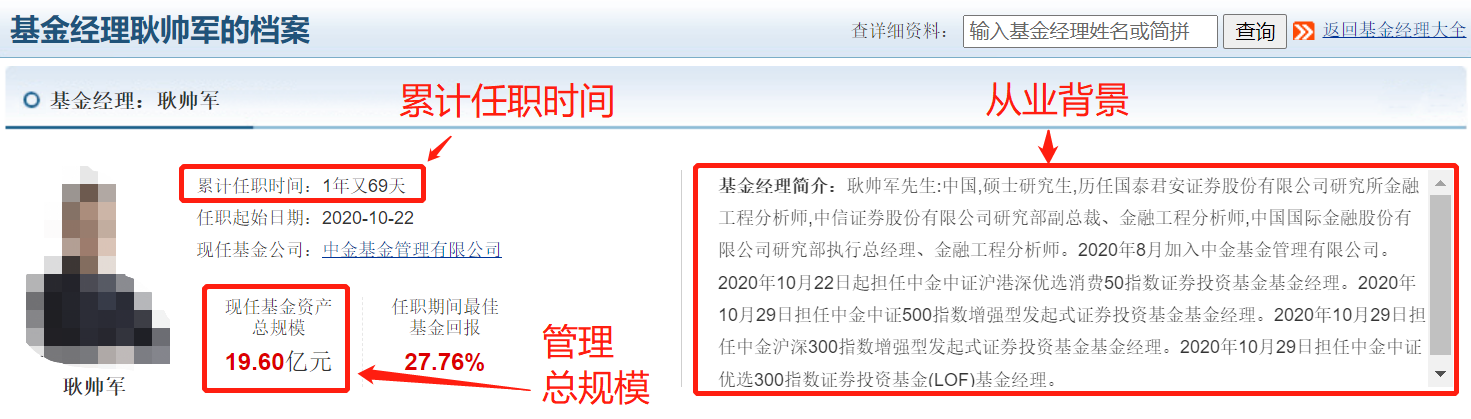 基金经理耿帅军的档案
查详细资料： 输入基金经理姓名或简拼 查询 返回基金经理大全
基金经理：耿帅军
累计任职时间
从业背景
累计任职时间：1年又69天
任职起始日期：2020-10-22
现任基金公司：中金基金管理有限公司
现任基金资产
总规模
19.60亿元
任职期间最佳
基金回报
27.76%
管理
总规模
耿帅军
基金经理简介：耿帅军先生:中国,硕士研究生,历任国泰君安证券股份有限公司研究所金融
工程分析师,中信证券股份有限公司研究部副总裁、金融工程分析师,中国国际金融股份有
限公司研究部执行总经理、金融工程分析师。2020年8月加入中金基金管理有限公司。
2020年10月22日起担任中金中证沪港深优选消费50指数证券投资基金基金经理。2020年
10月29日担任中金中证500指数增强型发起式证券投资基金基金经理。2020年10月29日担
任中金沪深300指数增强型发起式证券投资基金基金经理。2020年10月29日担任中金中证
优选300指数证券投资基金(LOF)基金经理。